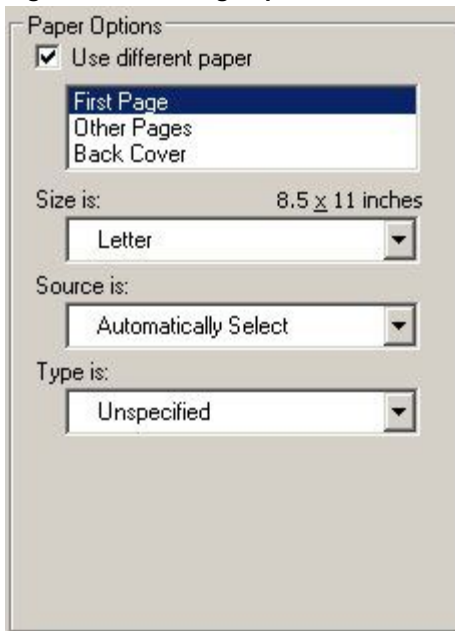 Paper Options
Use different paper
First Page
Other Pages
Back Cover
Size is: 8.5 x 11 inches
Letter
Source is:
Automatically Select
Type is:
Unspecified